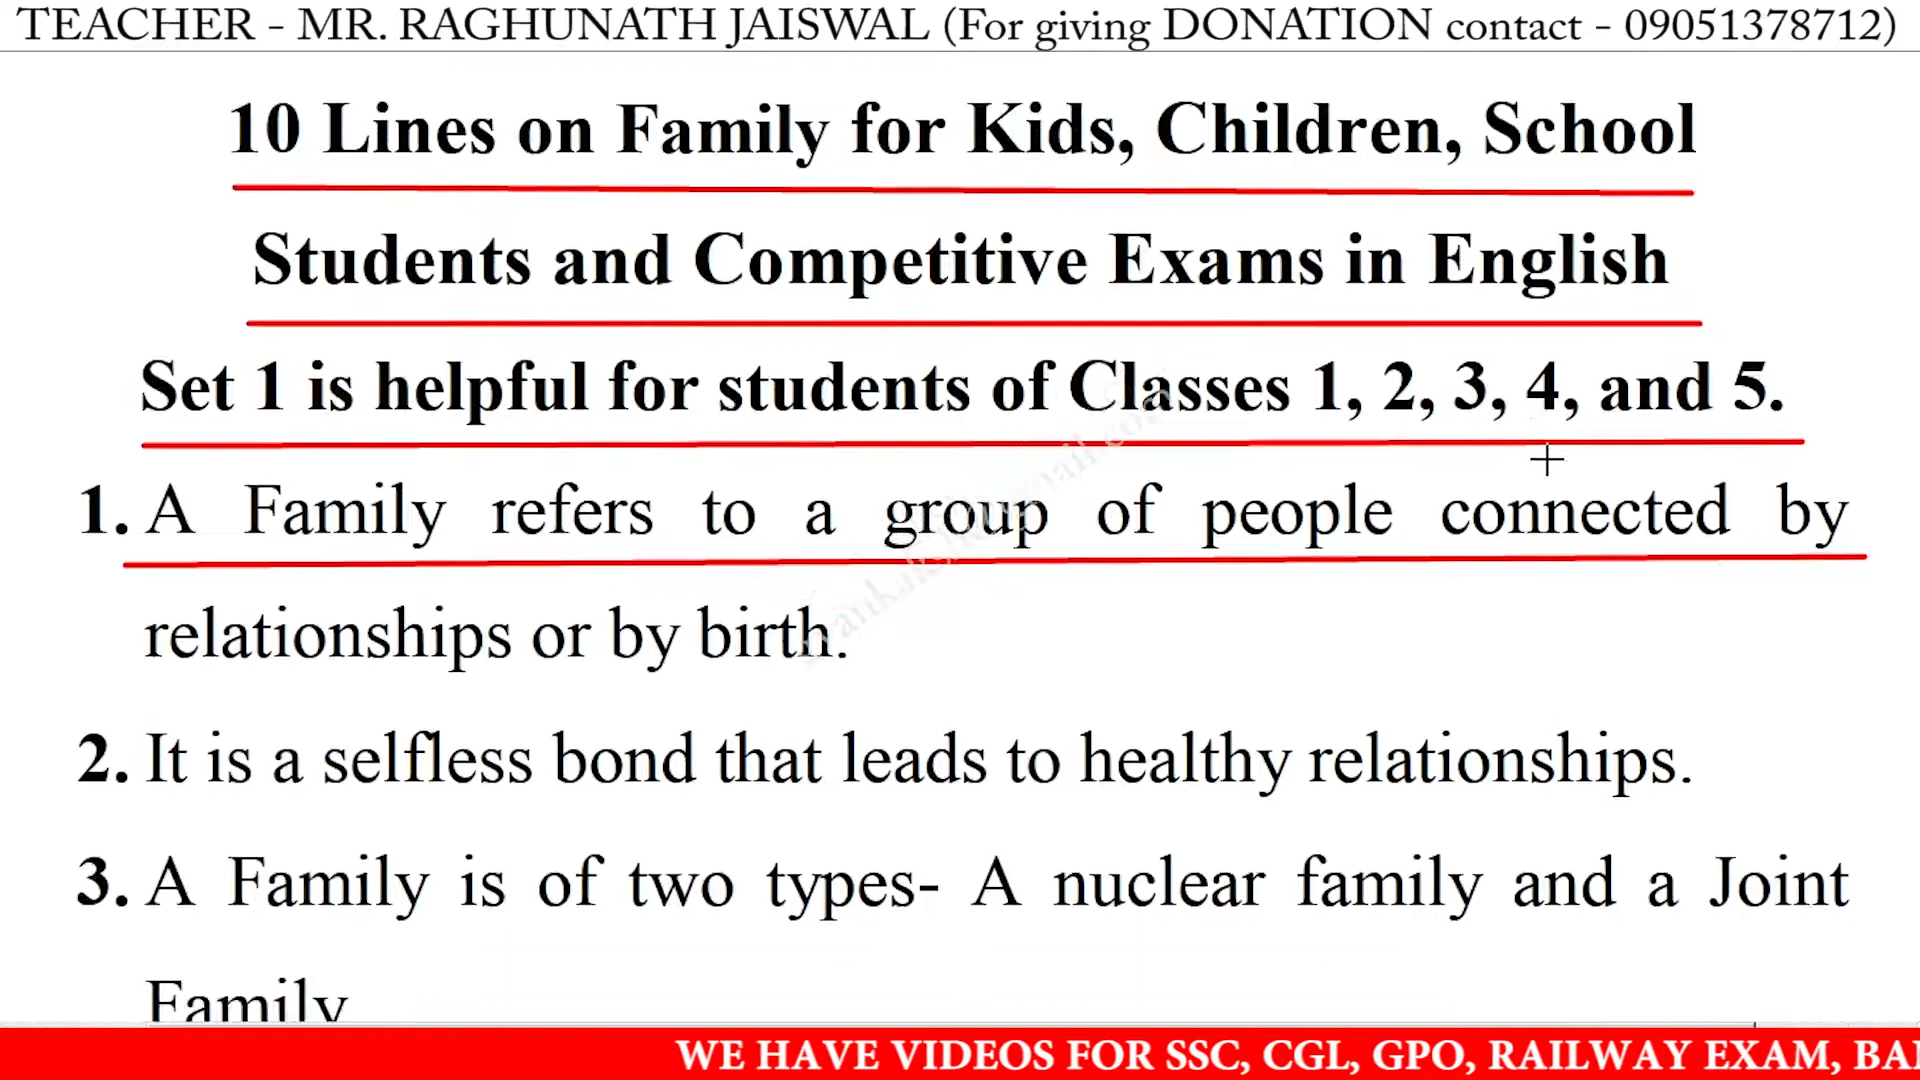 TEACHER - MR. RAGHUNATH JAISWAL (For giving DONATION contact - 09051378712)
10 Lines on Family for Kids, Children, School
Students and Competitive Exams in English
Set 1 is helpful for students of Classes 1, 2, 3, 4, and 5.
1. A Family refers to a group of people connected by
relationships or by birth.
2. It is a selfless bond that leads to healthy relationships.
3. A Family is of two types- A nuclear family and a Joint
Family
WE HAVE VIDEOS FOR SSC, CGL, GPO, RAILWAY EXAM,